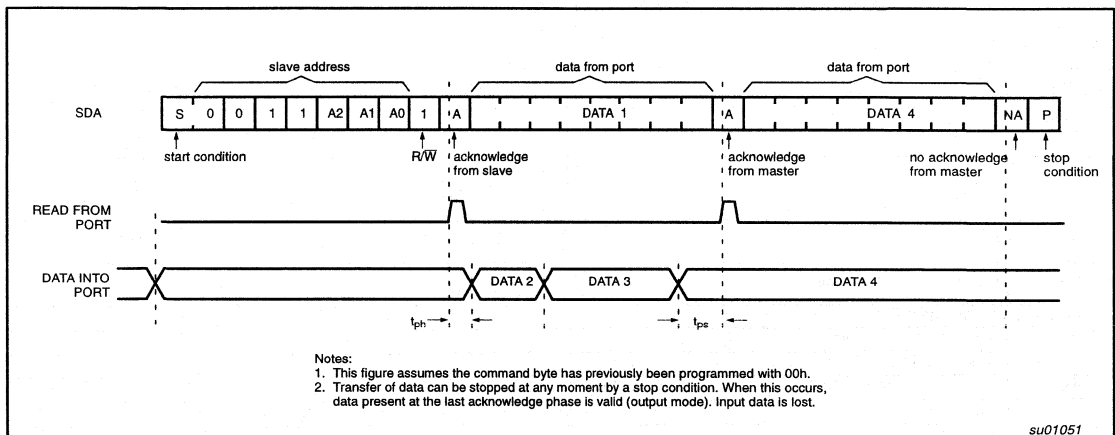 slave address data from port data from port
SDA S 0 0 1 1 A2 A1 A0 1 A DATA 1 A DATA 4 NA P
start condition R/W̅ acknowledge from slave acknowledge from master no acknowledge from master stop condition
READ FROM PORT
DATA INTO PORT DATA 2 DATA 3 DATA 4
tph tps
Notes:
1. This figure assumes the command byte has previously been programmed with 00h.
2. Transfer of data can be stopped at any moment by a stop condition. When this occurs,
data present at the last acknowledge phase is valid (output mode). Input data is lost.
su01051